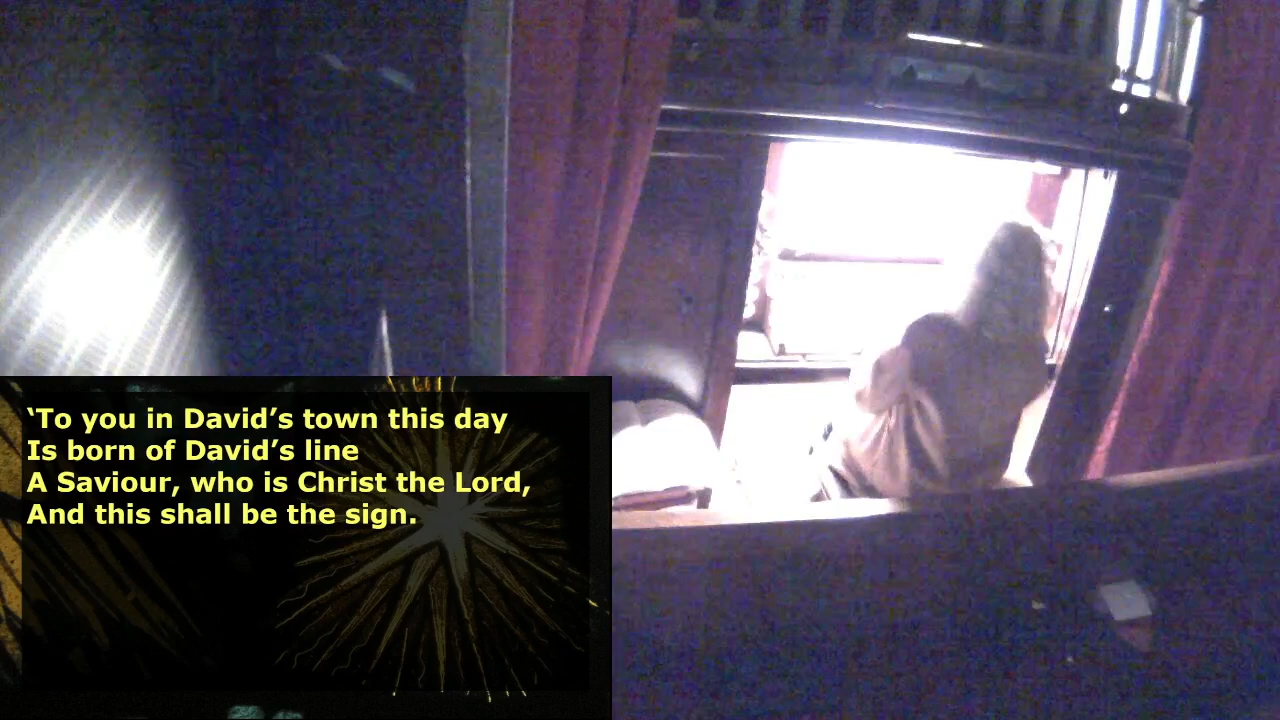 ‘To you in David’s town this day
Is born of David’s line
A Saviour, who is Christ the Lord,
And this shall be the sign.